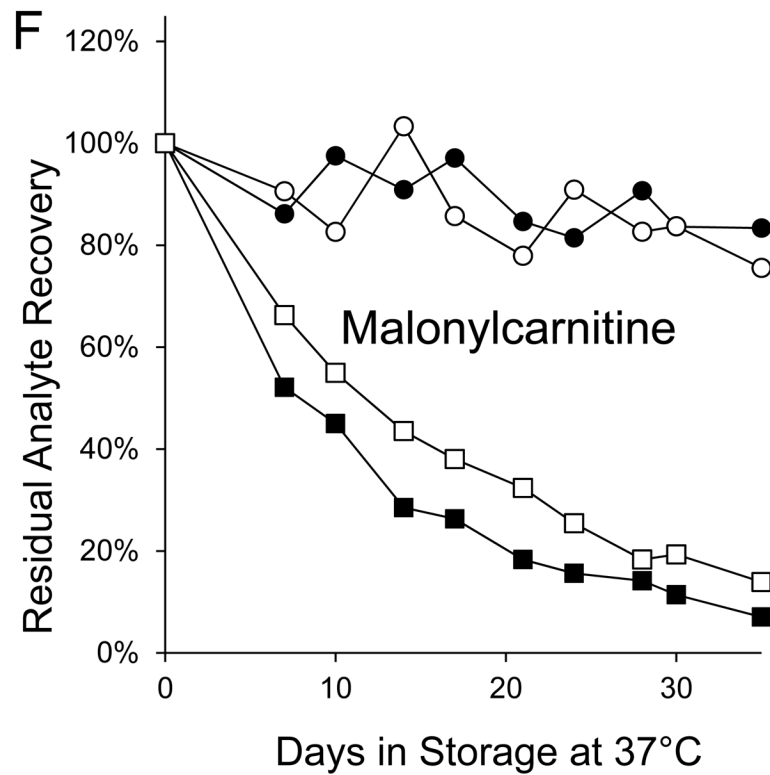 F
120%
100%
80%
60%
40%
20%
0%
Residual Analyte Recovery
Malonylcarnitine
0 10 20 30
Days in Storage at 37°C